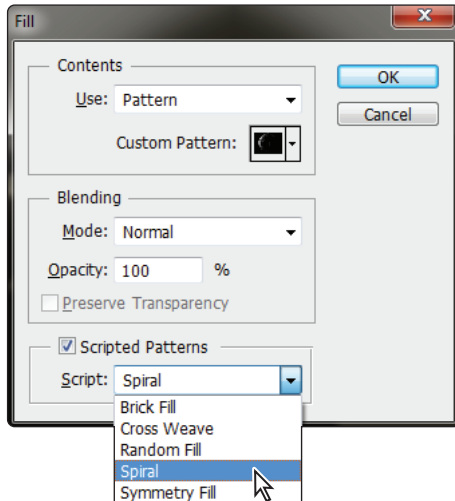 Fill
Contents
Use: Pattern
Custom Pattern:
OK
Cancel
Blending
Mode: Normal
Opacity: 100 %
Preserve Transparency
Scripted Patterns
Script: Spiral
Brick Fill
Cross Weave
Random Fill
Spiral
Symmetry Fill